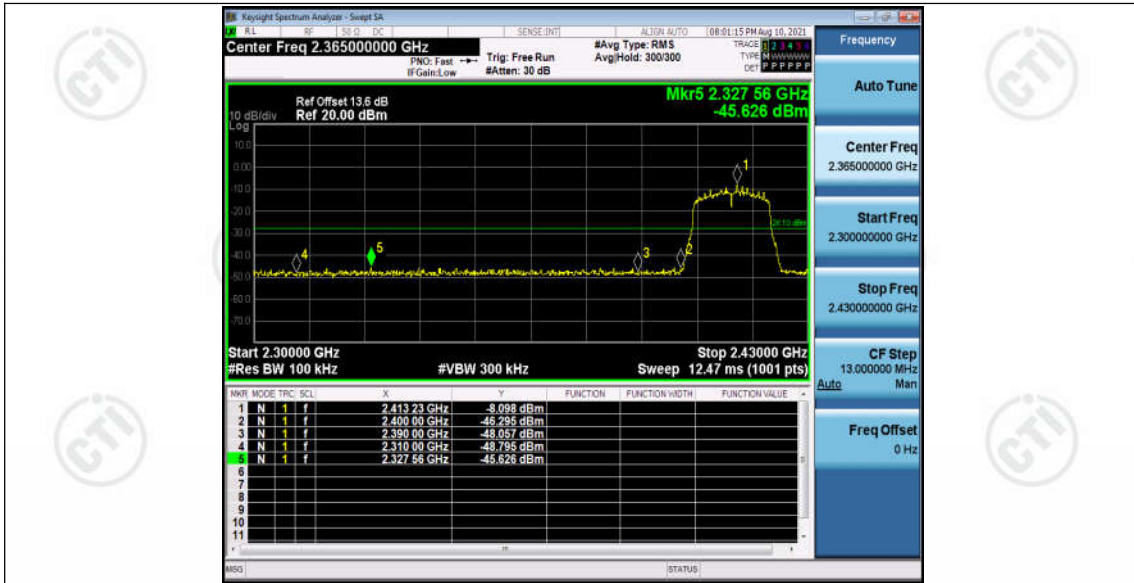 Keysight Spectrum Analyzer - Swept SA
RL RF 50 Ω DC SENSE:INT ALIGN AUTO 08:01:15 PM Aug 10, 2021
Center Freq 2.365000000 GHz
PNO: Fast
IFGain:Low
Trig: Free Run
#Atten: 30 dB
#Avg Type: RMS
Avg|Hold: 300/300
TRACE 1 2 3 4 5 6
TYPE M W W W W W
DET P P P P P P
Mkr5 2.327 56 GHz
-45.626 dBm
Ref Offset 13.6 dB
10 dB/div Ref 20.00 dBm
Log
10.0
0.00
-10.0
-20.0
-30.0
-40.0
-50.0
-60.0
-70.0
1
2
3
4
5
Start 2.30000 GHz Stop 2.43000 GHz
#Res BW 100 kHz #VBW 300 kHz Sweep 12.47 ms (1001 pts)
MKR MODE TRC SCL X Y FUNCTION FUNCTION WIDTH FUNCTION VALUE
1 N 1 f 2.413 23 GHz -8.098 dBm
2 N 1 f 2.400 00 GHz -46.295 dBm
3 N 1 f 2.390 00 GHz -48.057 dBm
4 N 1 f 2.310 00 GHz -48.795 dBm
5 N 1 f 2.327 56 GHz -45.626 dBm
6
7
8
9
10
11
MSG STATUS
Frequency
Auto Tune
Center Freq
2.365000000 GHz
Start Freq
2.300000000 GHz
Stop Freq
2.430000000 GHz
CF Step
13.000000 MHz
Auto Man
Freq Offset
0 Hz
CTI
CTI
CTI
CTI